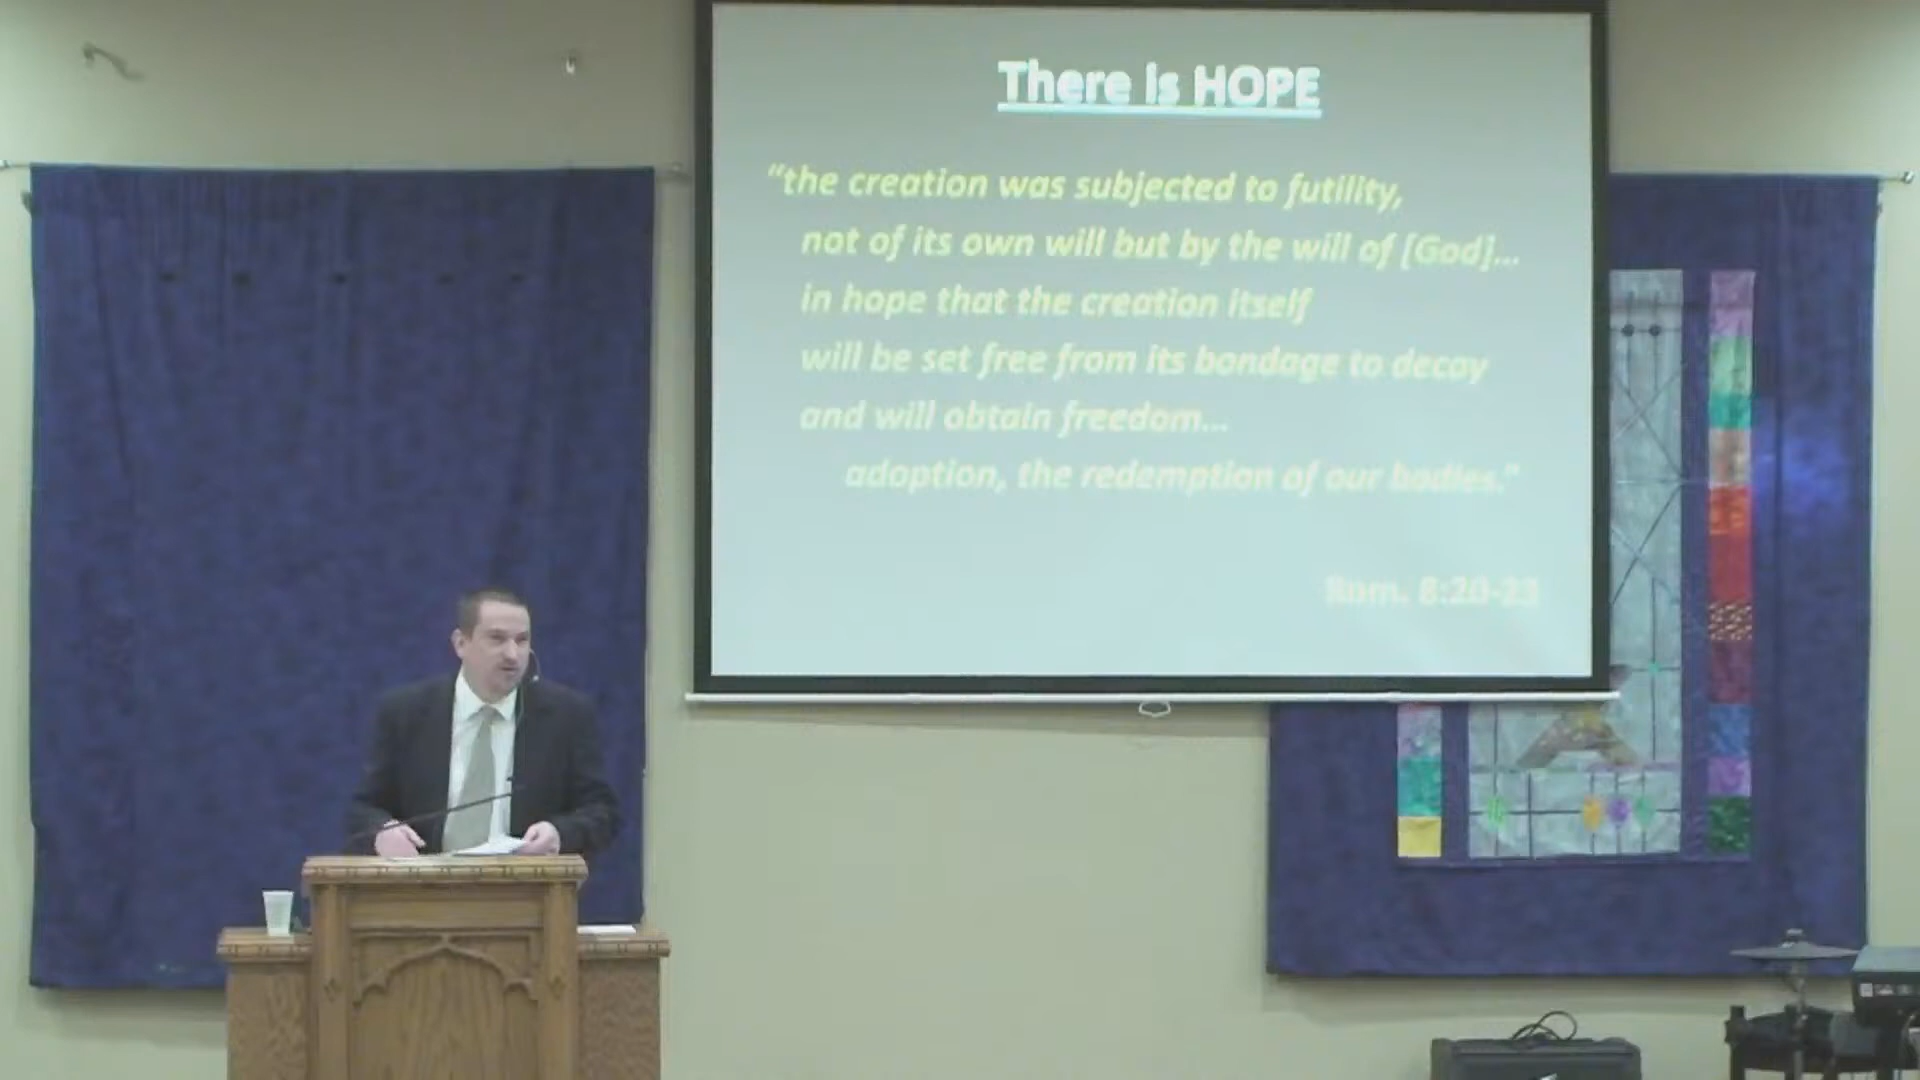 There is HOPE
“the creation was subjected to futility,
not of its own will but by the will of [God]...
in hope that the creation itself
will be set free from its bondage to decay
and will obtain freedom...
adoption, the redemption of our bodies.”
Rom. 8:20-23